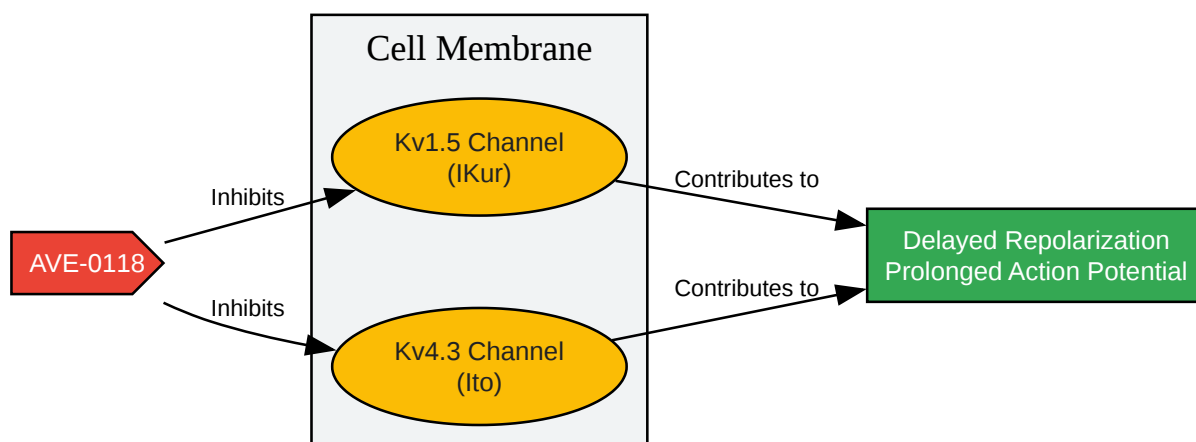 Cell Membrane
Kv1.5 Channel
(IKur)
Inhibits
Contributes to
AVE-0118
Delayed Repolarization
Prolonged Action Potential
Inhibits
Contributes to
Kv4.3 Channel
(Ito)